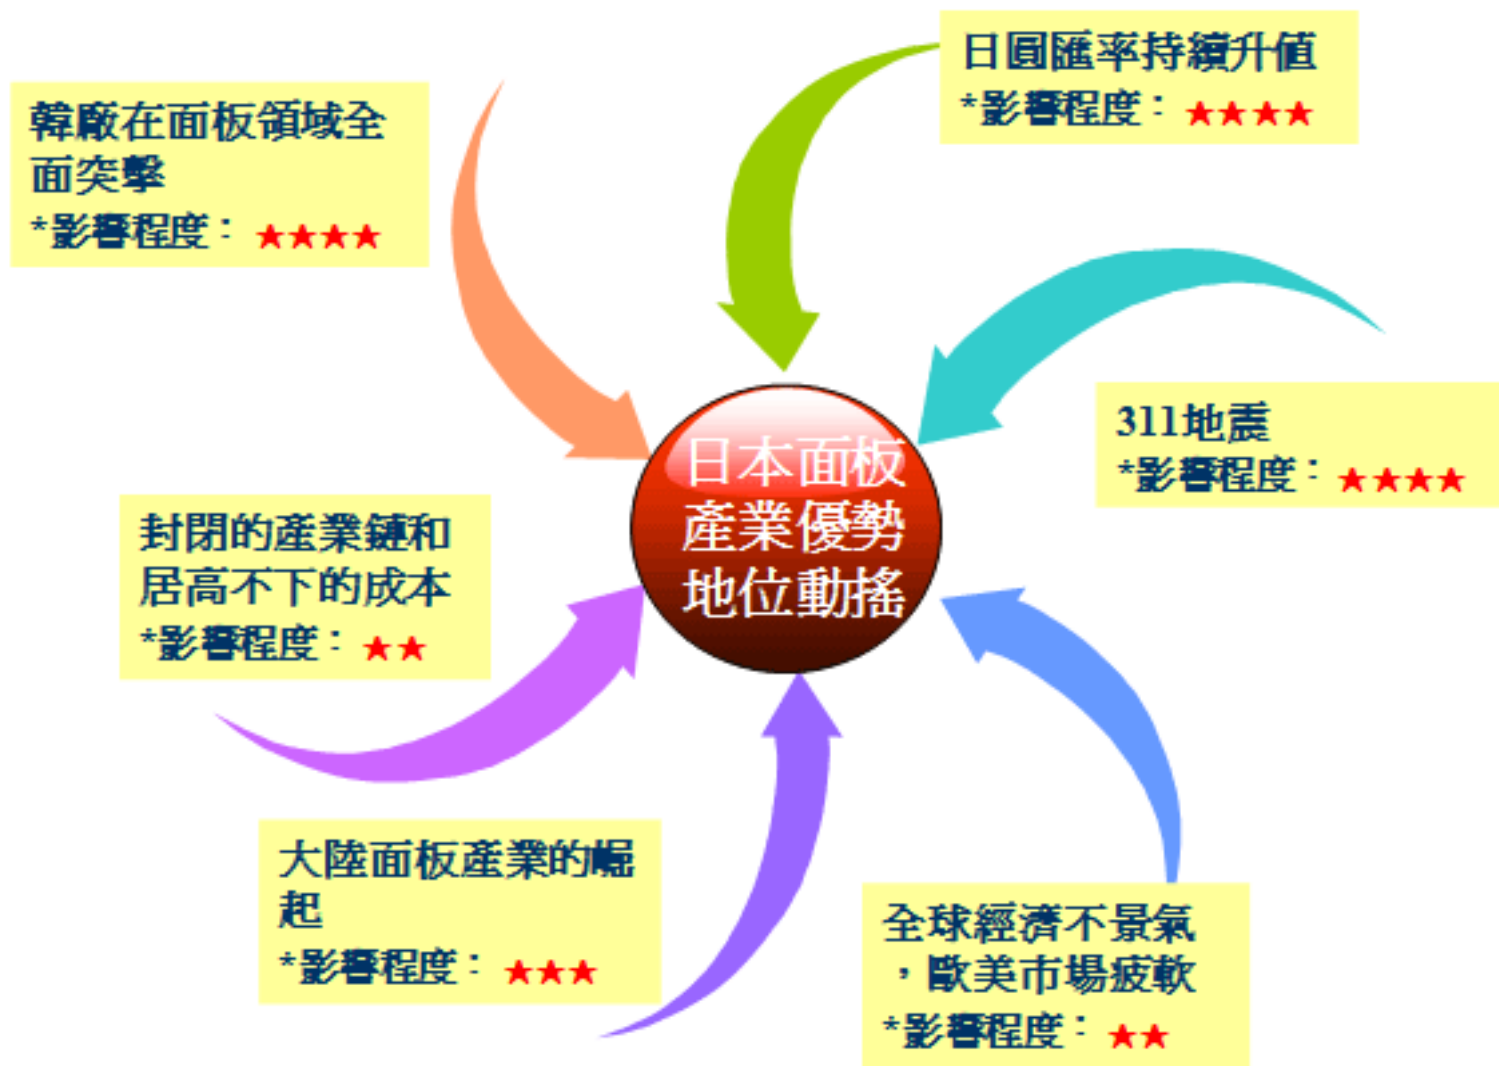 日圓匯率持續升值
*影響程度：★★★★
韓廠在面板領域全
面突擊
*影響程度：★★★★
311地震
*影響程度：★★★★
日本面板
產業優勢
地位動搖
封閉的產業鏈和
居高不下的成本
*影響程度：★★
大陸面板產業的崛
起
*影響程度：★★★
全球經濟不景氣
，歐美市場疲軟
*影響程度：★★